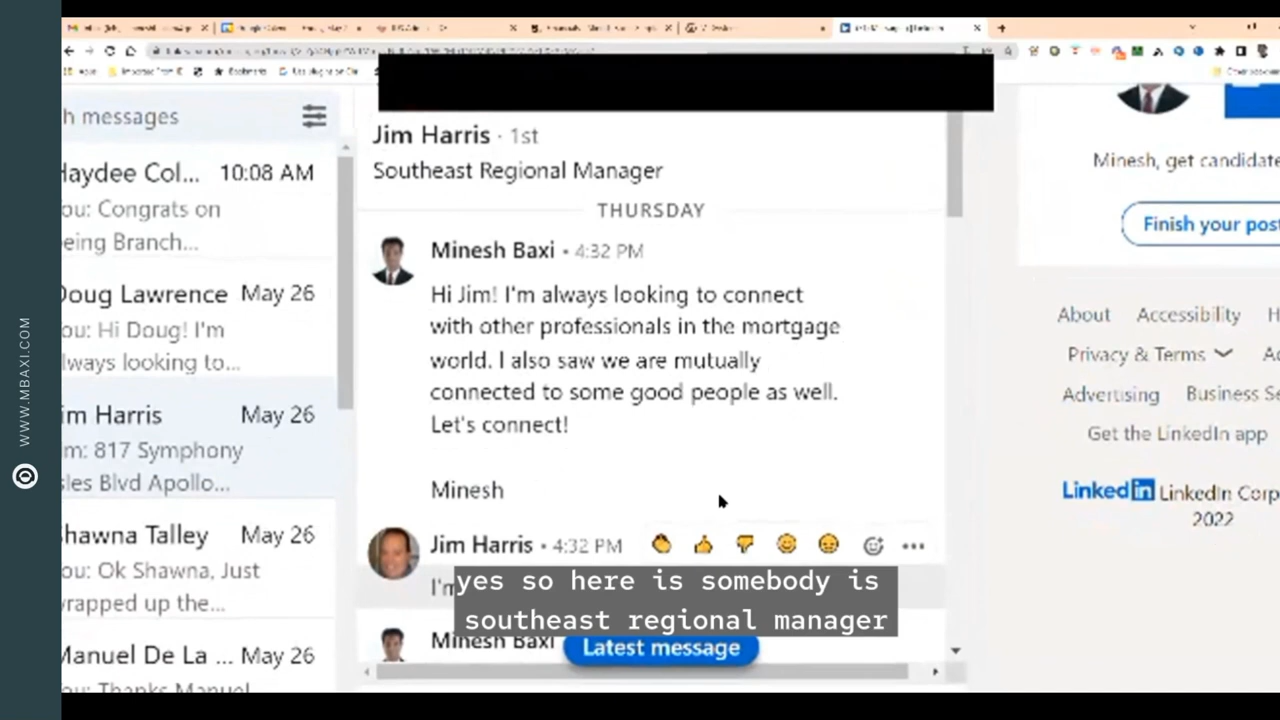 WWW.MBAXI.COM
h messages
Haydee Col... 10:08 AM
ou: Congrats on
eing Branch...
Doug Lawrence May 26
ou: Hi Doug! I'm
lways looking to...
im Harris May 26
m: 817 Symphony
sles Blvd Apollo...
hawna Talley May 26
ou: Ok Shawna, Just
wrapped up the...
Manuel De La ... May 26
ou: Thanks Manuel
Jim Harris · 1st
Southeast Regional Manager
THURSDAY
Minesh Baxi • 4:32 PM
Hi Jim! I'm always looking to connect
with other professionals in the mortgage
world. I also saw we are mutually
connected to some good people as well.
Let's connect!
Minesh
Jim Harris • 4:32 PM
I'm
yes so here is somebody is
southeast regional manager
Minesh Baxi
Latest message
Minesh, get candidate
Finish your post
About Accessibility H
Privacy & Terms
Advertising Business Se
Get the LinkedIn app
LinkedIn LinkedIn Corp
2022